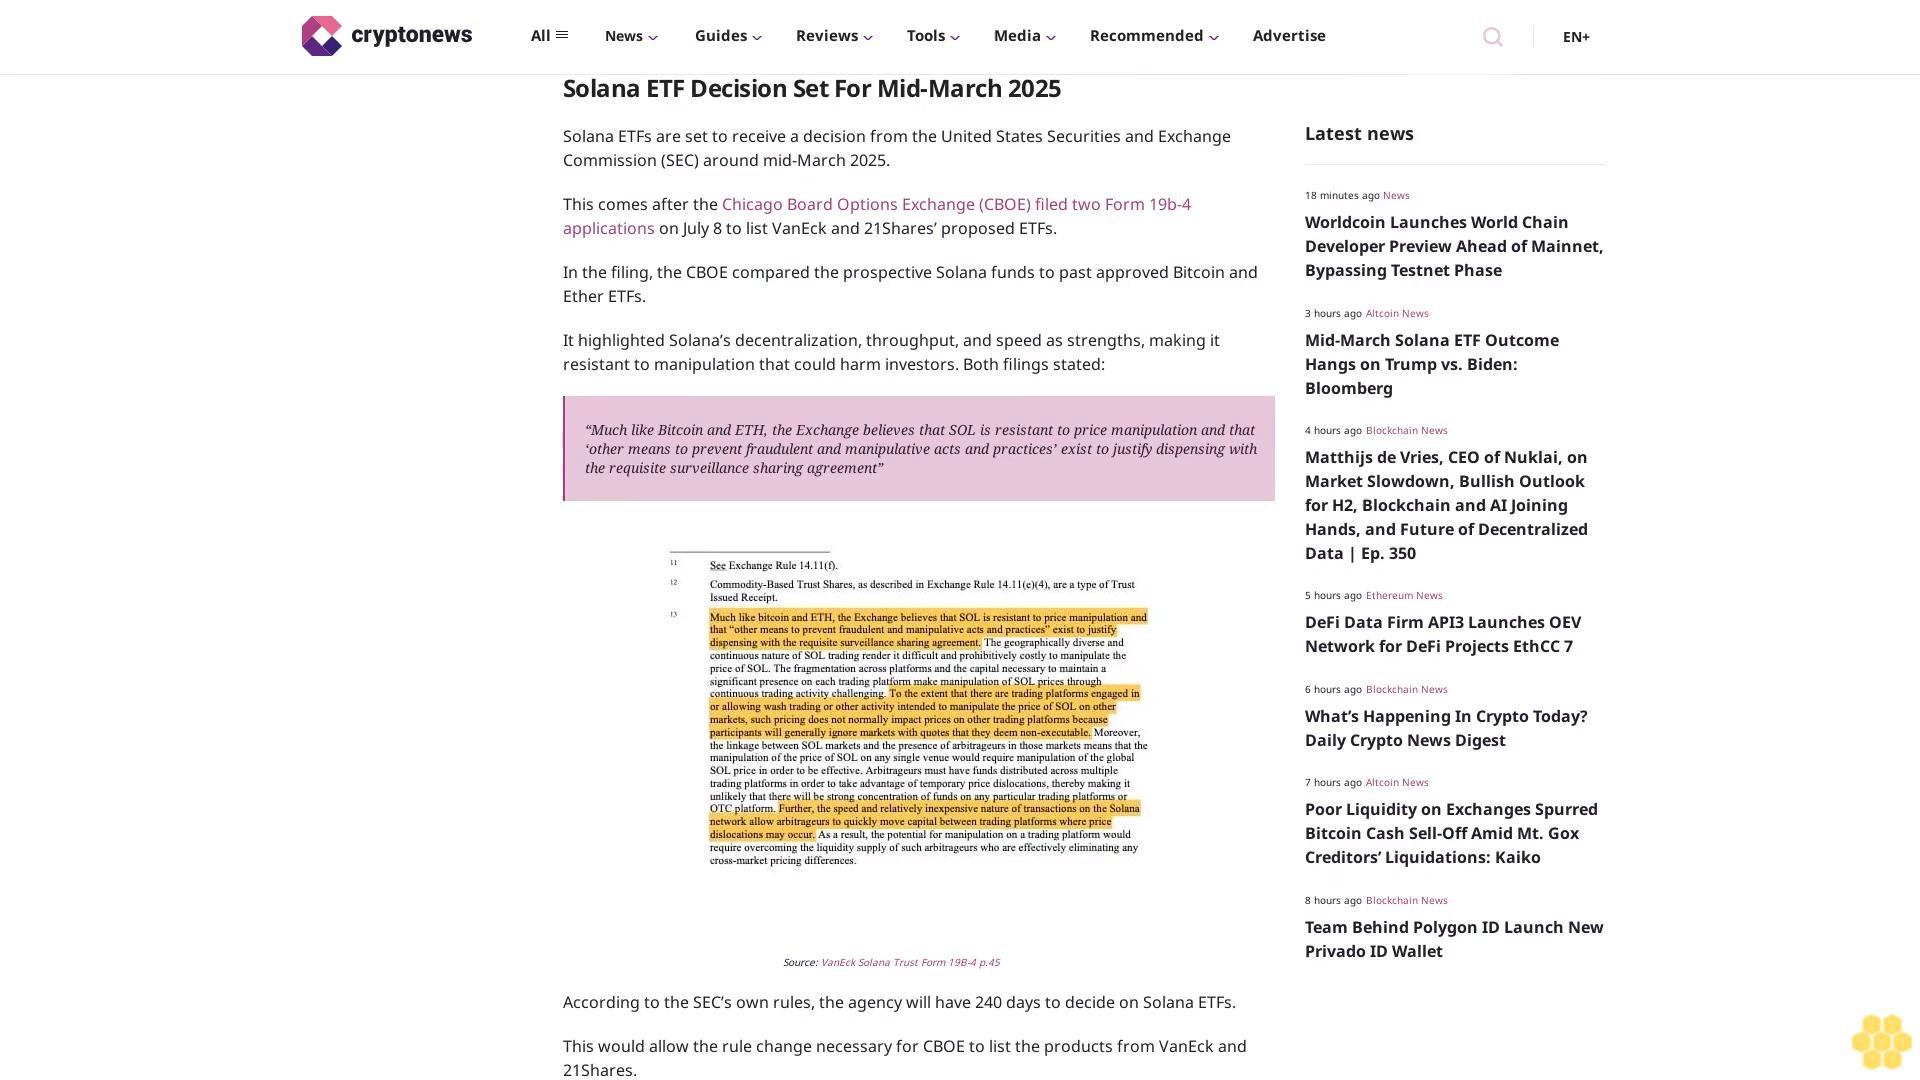 cryptonews
All
News
Guides
Reviews
Tools
Media
Recommended
Advertise
EN+
Solana ETF Decision Set For Mid-March 2025
Solana ETFs are set to receive a decision from the United States Securities and Exchange
Commission (SEC) around mid-March 2025.
This comes after the Chicago Board Options Exchange (CBOE) filed two Form 19b-4
applications on July 8 to list VanEck and 21Shares’ proposed ETFs.
In the filing, the CBOE compared the prospective Solana funds to past approved Bitcoin and
Ether ETFs.
It highlighted Solana’s decentralization, throughput, and speed as strengths, making it
resistant to manipulation that could harm investors. Both filings stated:
“Much like Bitcoin and ETH, the Exchange believes that SOL is resistant to price manipulation and that
‘other means to prevent fraudulent and manipulative acts and practices’ exist to justify dispensing with
the requisite surveillance sharing agreement”
11 See Exchange Rule 14.11(f).
12 Commodity-Based Trust Shares, as described in Exchange Rule 14.11(e)(4), are a type of Trust
Issued Receipt.
13 Much like bitcoin and ETH, the Exchange believes that SOL is resistant to price manipulation and
that “other means to prevent fraudulent and manipulative acts and practices” exist to justify
dispensing with the requisite surveillance sharing agreement. The geographically diverse and
continuous nature of SOL trading render it difficult and prohibitively costly to manipulate the
price of SOL. The fragmentation across platforms and the capital necessary to maintain a
significant presence on each trading platform make manipulation of SOL prices through
continuous trading activity challenging. To the extent that there are trading platforms engaged in
or allowing wash trading or other activity intended to manipulate the price of SOL on other
markets, such pricing does not normally impact prices on other trading platforms because
participants will generally ignore markets with quotes that they deem non-executable. Moreover,
the linkage between SOL markets and the presence of arbitrageurs in those markets means that the
manipulation of the price of SOL on any single venue would require manipulation of the global
SOL price in order to be effective. Arbitrageurs must have funds distributed across multiple
trading platforms in order to take advantage of temporary price dislocations, thereby making it
unlikely that there will be strong concentration of funds on any particular trading platforms or
OTC platform. Further, the speed and relatively inexpensive nature of transactions on the Solana
network allow arbitrageurs to quickly move capital between trading platforms where price
dislocations may occur. As a result, the potential for manipulation on a trading platform would
require overcoming the liquidity supply of such arbitrageurs who are effectively eliminating any
cross-market pricing differences.
Source: VanEck Solana Trust Form 19B-4 p.45
According to the SEC’s own rules, the agency will have 240 days to decide on Solana ETFs.
This would allow the rule change necessary for CBOE to list the products from VanEck and
21Shares.
Latest news
18 minutes ago News
Worldcoin Launches World Chain
Developer Preview Ahead of Mainnet,
Bypassing Testnet Phase
3 hours ago Altcoin News
Mid-March Solana ETF Outcome
Hangs on Trump vs. Biden:
Bloomberg
4 hours ago Blockchain News
Matthijs de Vries, CEO of Nuklai, on
Market Slowdown, Bullish Outlook
for H2, Blockchain and AI Joining
Hands, and Future of Decentralized
Data | Ep. 350
5 hours ago Ethereum News
DeFi Data Firm API3 Launches OEV
Network for DeFi Projects EthCC 7
6 hours ago Blockchain News
What’s Happening In Crypto Today?
Daily Crypto News Digest
7 hours ago Altcoin News
Poor Liquidity on Exchanges Spurred
Bitcoin Cash Sell-Off Amid Mt. Gox
Creditors’ Liquidations: Kaiko
8 hours ago Blockchain News
Team Behind Polygon ID Launch New
Privado ID Wallet